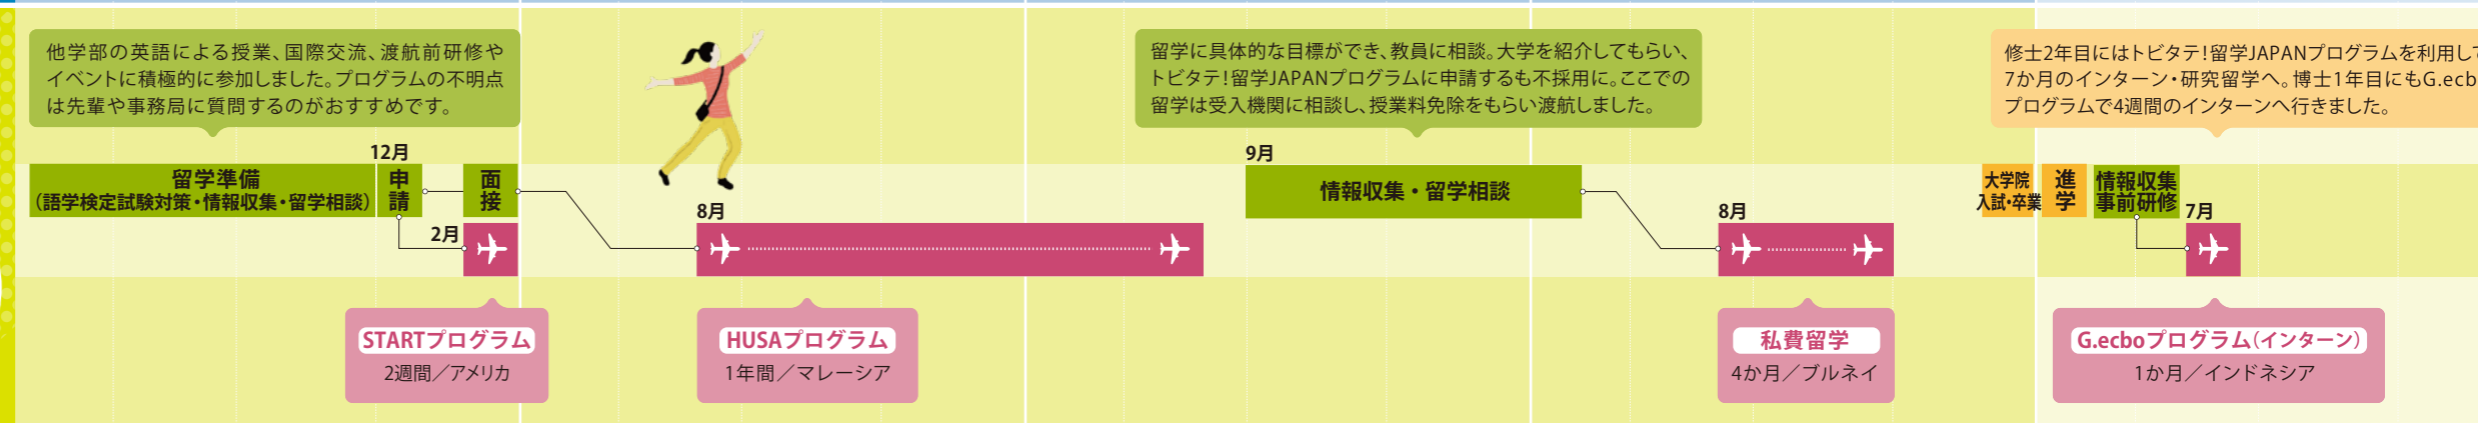 他学部の英語による授業、国際交流、渡航前研修や
イベントに積極的に参加しました。プログラムの不明点
は先輩や事務局に質問するのがおすすめです。
留学に具体的な目標ができ、教員に相談。大学を紹介してもらい、
トビタテ!留学JAPANプログラムに申請するも不採用に。ここでの
留学は受入機関に相談し、授業料免除をもらい渡航しました。
修士2年目にはトビタテ!留学JAPANプログラムを利用して
7か月のインターン・研究留学へ。博士1年目にもG.ecb
プログラムで4週間のインターンへ行きました。
留学準備
(語学検定試験対策・情報収集・留学相談)
12月
申請
面接
2月
8月
9月
情報収集・留学相談
8月
大学院
入試・卒業
進学
情報収集
事前研修
7月
STARTプログラム
2週間／アメリカ
HUSAプログラム
1年間／マレーシア
私費留学
4か月／ブルネイ
G.ecboプログラム(インターン)
1か月／インドネシア